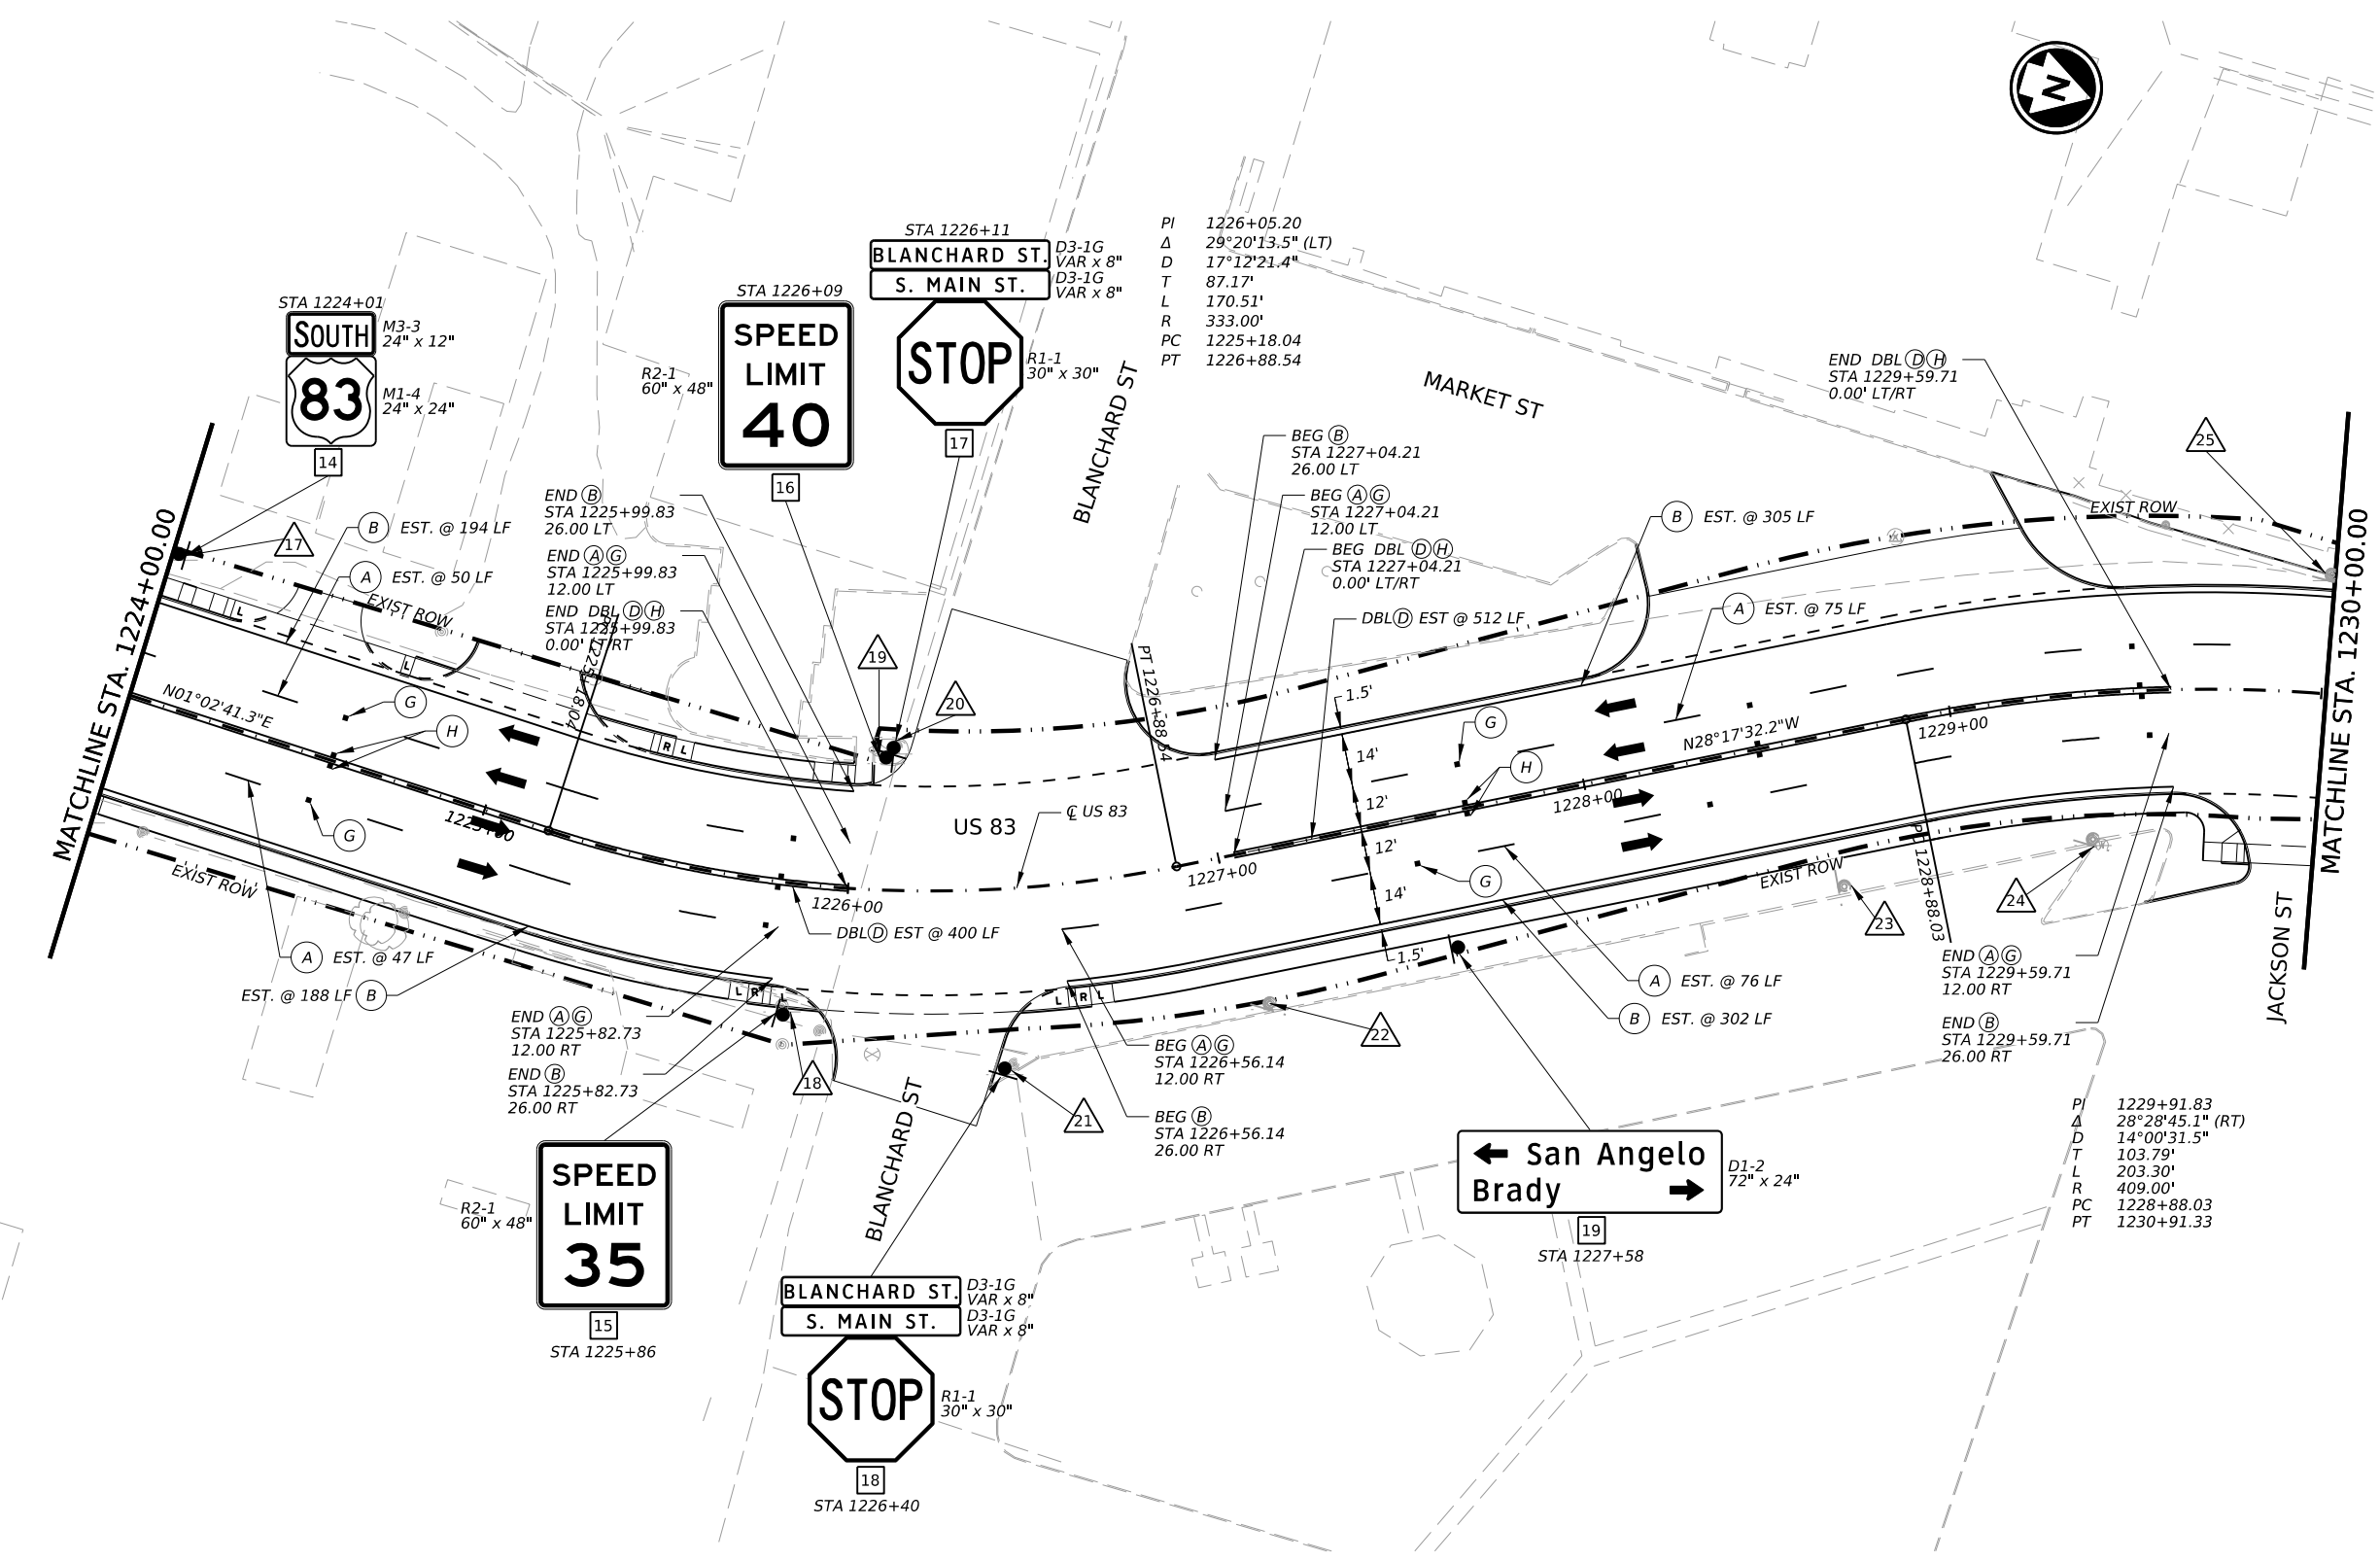 N
STA 1224+01
SOUTH
M3-3
24" x 12"
83
M1-4
24" x 24"
14
17
STA 1226+09
SPEED
LIMIT
40
R2-1
60" x 48"
16
STA 1226+11
BLANCHARD ST.
D3-1G
VAR x 8"
S. MAIN ST.
D3-1G
VAR x 8"
STOP
R1-1
30" x 30"
17
PI 1226+05.20
Δ 29°20'13.5" (LT)
D 17°12'21.4"
T 87.17'
L 170.51'
R 333.00'
PC 1225+18.04
PT 1226+88.54
BLANCHARD ST
MARKET ST
END DBL D H
STA 1229+59.71
0.00' LT/RT
25
BEG B
STA 1227+04.21
26.00 LT
BEG A G
STA 1227+04.21
12.00 LT
BEG DBL D H
STA 1227+04.21
0.00' LT/RT
DBL D EST @ 512 LF
B EST. @ 305 LF
A EST. @ 75 LF
EXIST ROW
MATCHLINE STA. 1224+00.00
MATCHLINE STA. 1230+00.00
B EST. @ 194 LF
A EST. @ 50 LF
EXIST ROW
END B
STA 1225+99.83
26.00 LT
END A G
STA 1225+99.83
12.00 LT
END DBL D H
STA 1225+99.83
0.00' LT/RT
PC 1225+18.04
L
L
R L
19
20
PT 1226+88.54
N01°02'41.3"E
G
H
G
1225+00
1226+00
US 83
℄ US 83
1.5'
14'
12'
12'
14'
1.5'
G
H
G
N28°17'32.2"W
1227+00
1228+00
1229+00
PC 1228+88.03
EXIST ROW
EXIST ROW
DBL D EST @ 400 LF
A EST. @ 47 LF
EST. @ 188 LF B
L R L
L R L
END A G
STA 1225+82.73
12.00 RT
END B
STA 1225+82.73
26.00 RT
18
21
22
23
24
BEG A G
STA 1226+56.14
12.00 RT
BEG B
STA 1226+56.14
26.00 RT
A EST. @ 76 LF
B EST. @ 302 LF
END A G
STA 1229+59.71
12.00 RT
END B
STA 1229+59.71
26.00 RT
JACKSON ST
BLANCHARD ST
SPEED
LIMIT
35
R2-1
60" x 48"
15
STA 1225+86
BLANCHARD ST.
D3-1G
VAR x 8"
S. MAIN ST.
D3-1G
VAR x 8"
STOP
R1-1
30" x 30"
18
STA 1226+40
San Angelo
Brady
D1-2
72" x 24"
19
STA 1227+58
PI 1229+91.83
Δ 28°28'45.1" (RT)
D 14°00'31.5"
T 103.79'
L 203.30'
R 409.00'
PC 1228+88.03
PT 1230+91.33